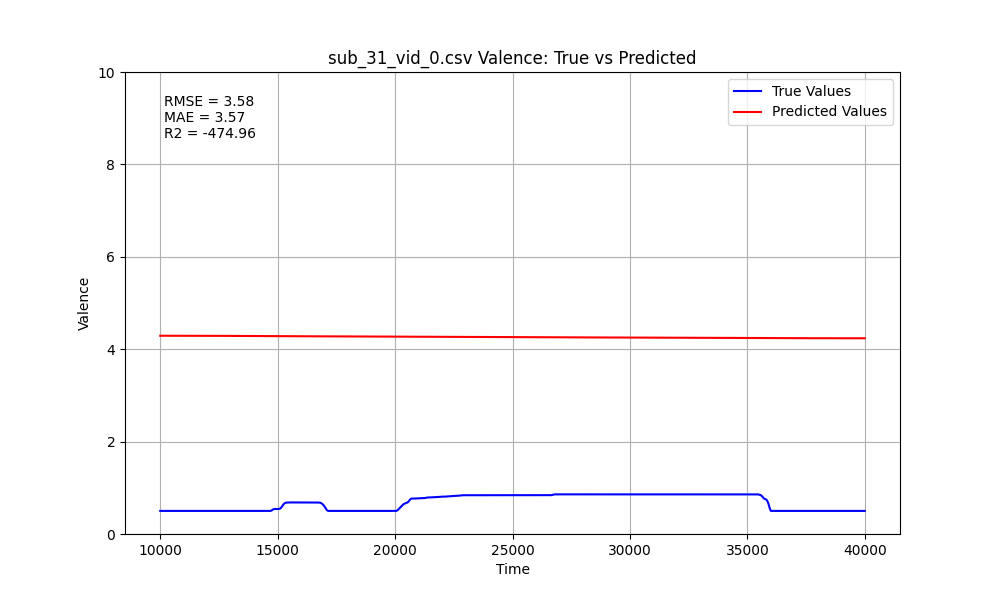 sub_31_vid_0.csv Valence: True vs Predicted
10
RMSE = 3.58
MAE = 3.57
R2 = -474.96
True Values
Predicted Values
8
6
Valence
4
2
0
10000 15000 20000 25000 30000 35000 40000
Time